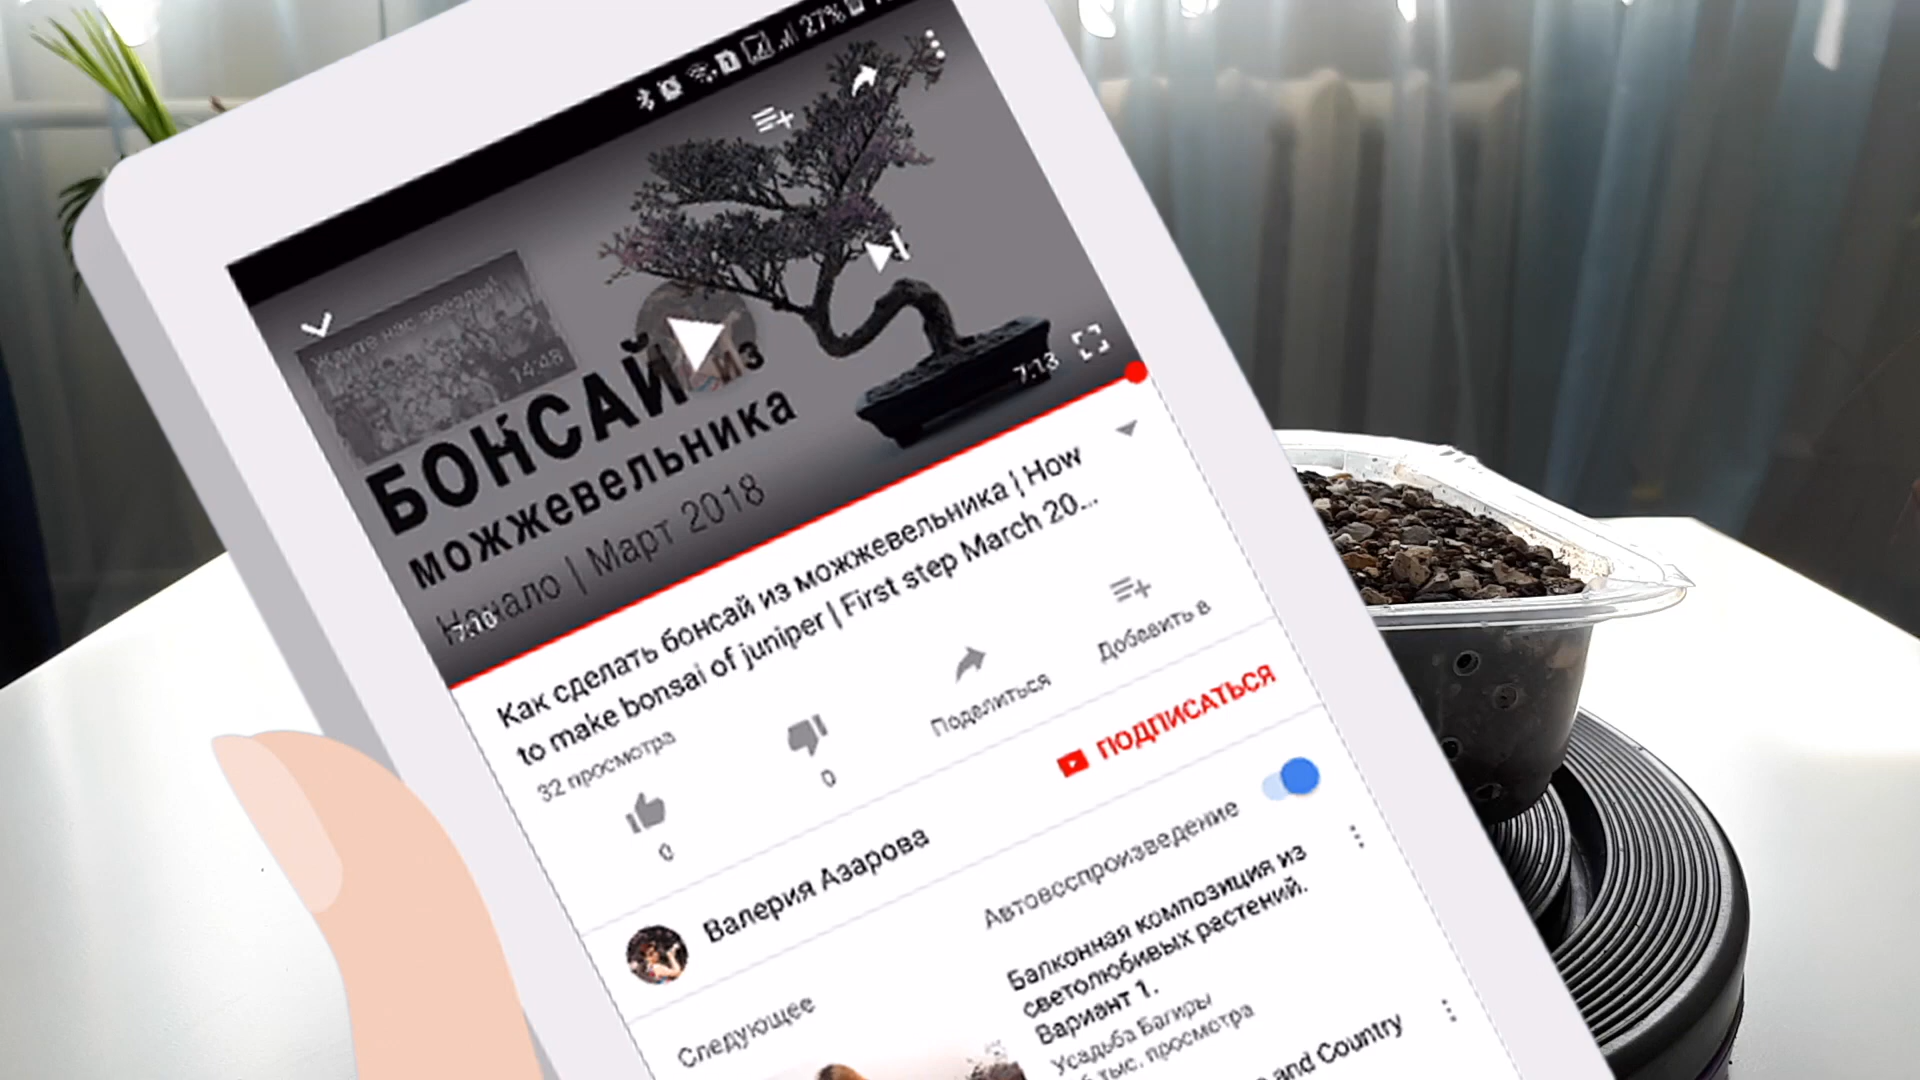 27%
Ждите нас, звезды!
14:48
БОНСАЙ из
можжевельника
Начало | Март 2018
7:10
7:13
Как сделать бонсай из можжевельника | How
to make bonsai of juniper | First step March 20...
32 просмотра
0
0
Поделиться
Добавить в
Валерия Азарова
ПОДПИСАТЬСЯ
Следующее
Автовоспроизведение
Балконная композиция из
светолюбивых растений.
Вариант 1.
Усадьба Багиры
тыс. просмотра
and Country